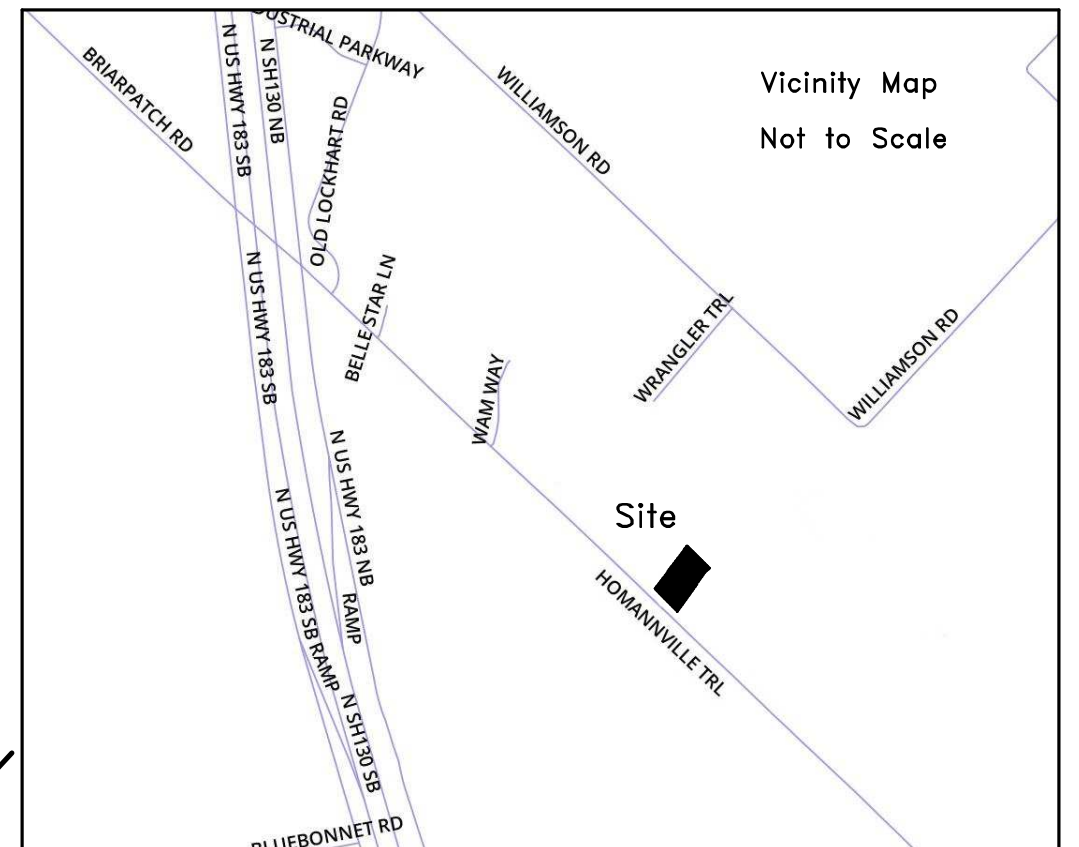 DUSTRIAL PARKWAY
BRIARPATCH RD
N US HWY 183 SB
N SH130 NB
WILLIAMSON RD
Vicinity Map
Not to Scale
OLD LOCKHART RD
N US HWY 183 SB
BELLE STAR LN
WRANGLER TRL
WILLIAMSON RD
WAM WAY
N US HWY 183 NB
N US HWY 183 SB
RAMP
RAMP
Site
HOMANNVILLE TRL
N SH130 SB
BLUEBONNET RD